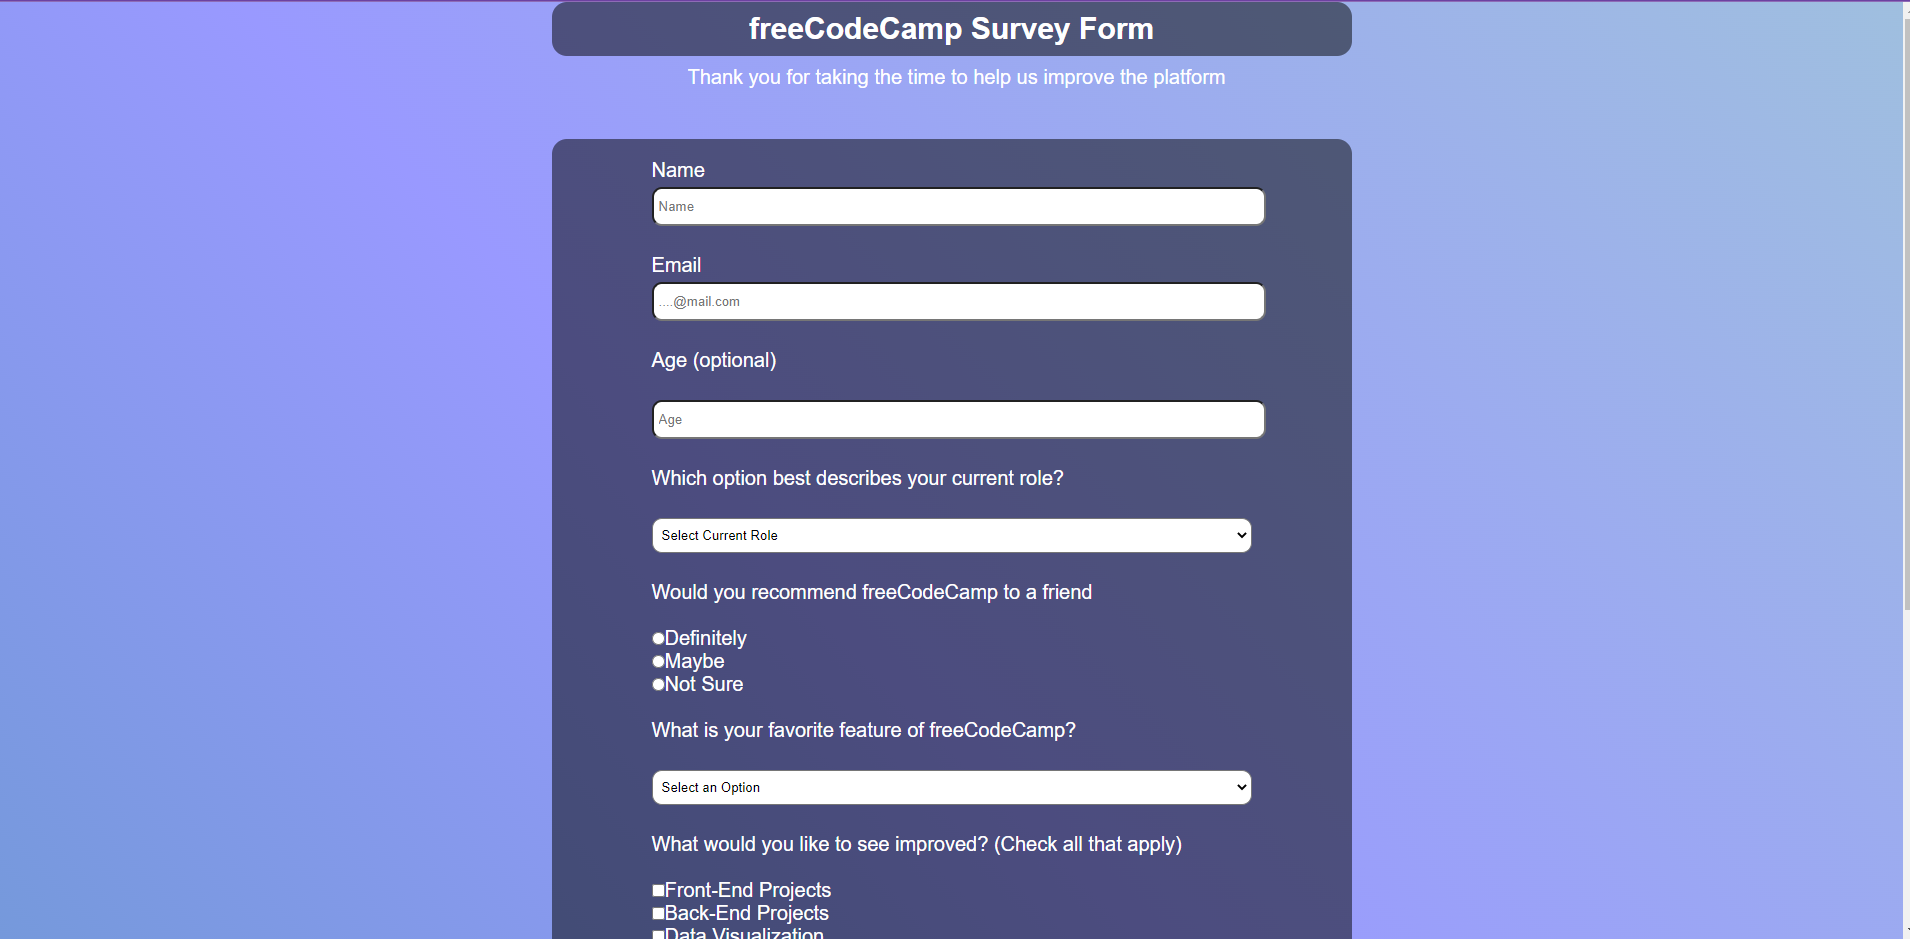 freeCodeCamp Survey Form
Thank you for taking the time to help us improve the platform
Name
Name
Email
....@mail.com
Age (optional)
Age
Which option best describes your current role?
Select Current Role
Would you recommend freeCodeCamp to a friend
Definitely
Maybe
Not Sure
What is your favorite feature of freeCodeCamp?
Select an Option
What would you like to see improved? (Check all that apply)
Front-End Projects
Back-End Projects
Data Visualization